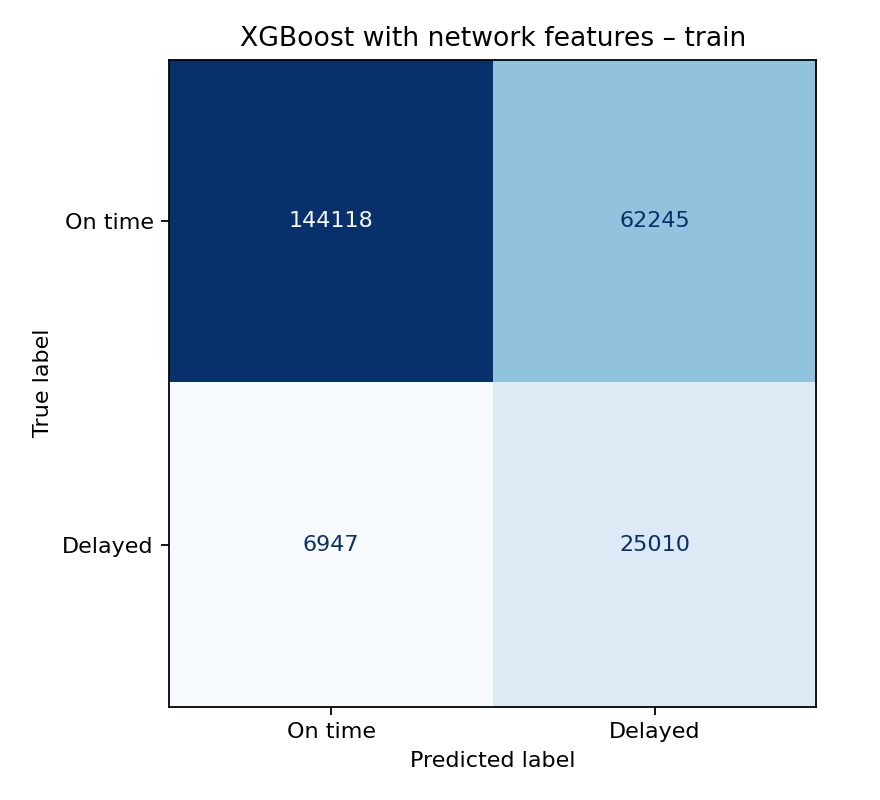 XGBoost with network features – train
On time
144118
62245
True label
Delayed
6947
25010
On time
Delayed
Predicted label